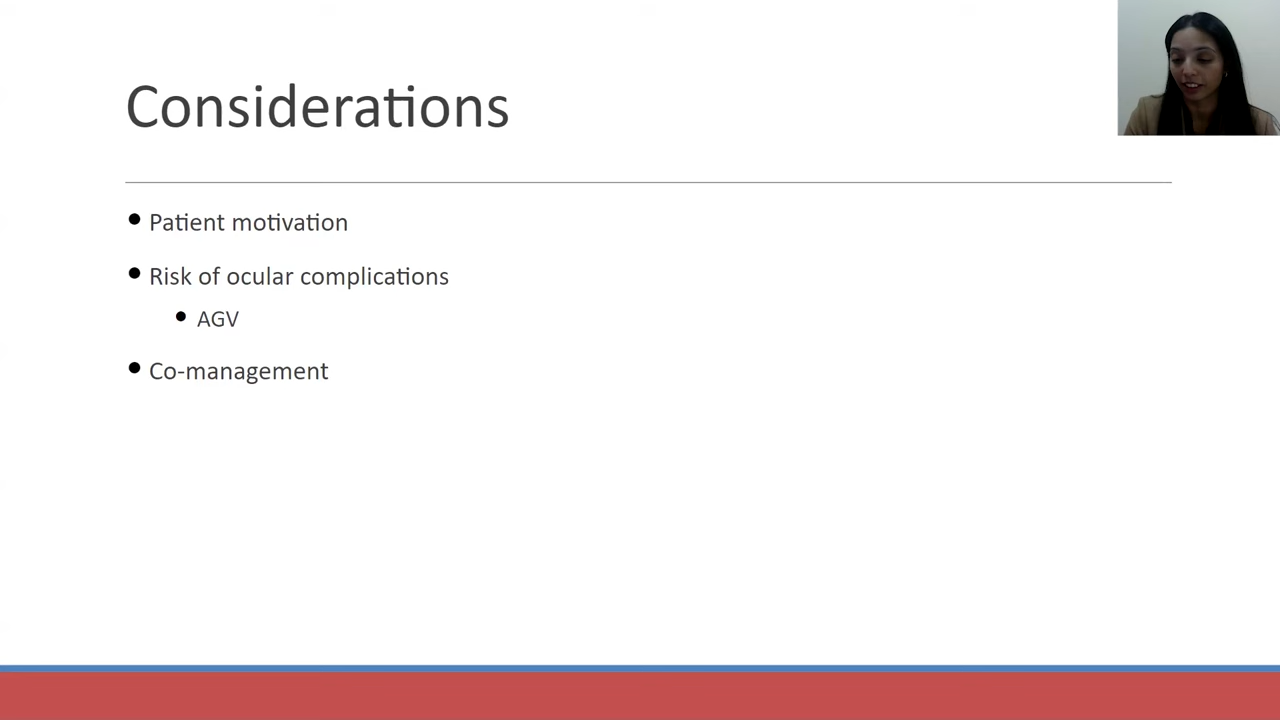 Considerations
Patient motivation
Risk of ocular complications
AGV
Co-management